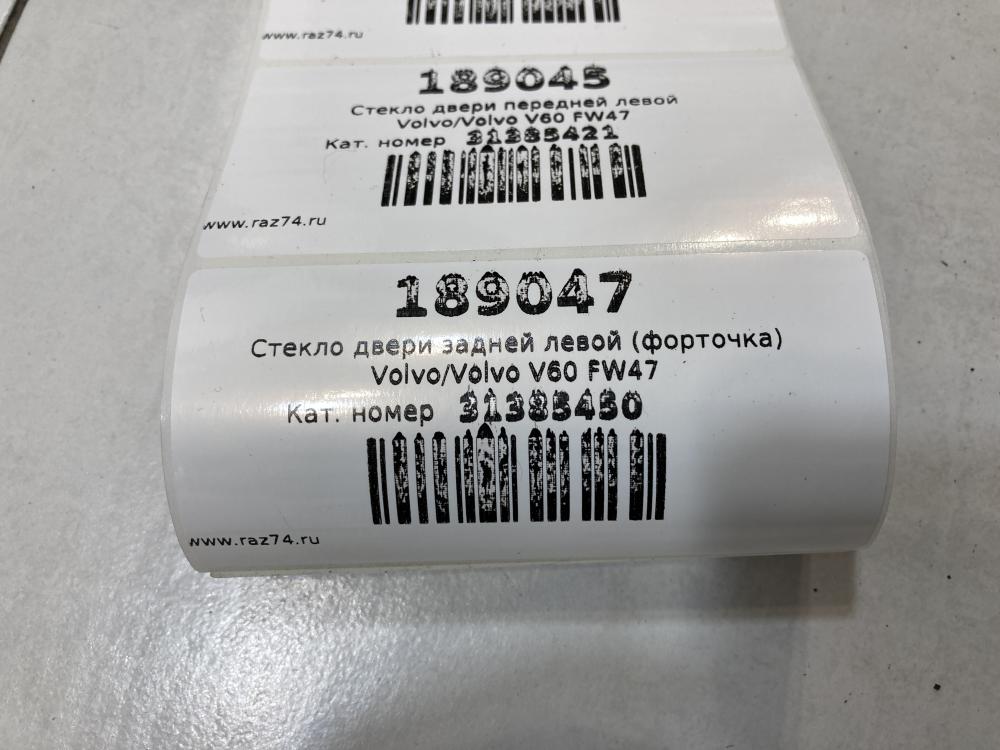 www.raz74.ru
189045
Стекло двери передней левой
Volvo/Volvo V60 FW47
Кат. номер 31385421
www.raz74.ru
189047
Стекло двери задней левой (форточка)
Volvo/Volvo V60 FW47
Кат. номер 31385450
www.raz74.ru